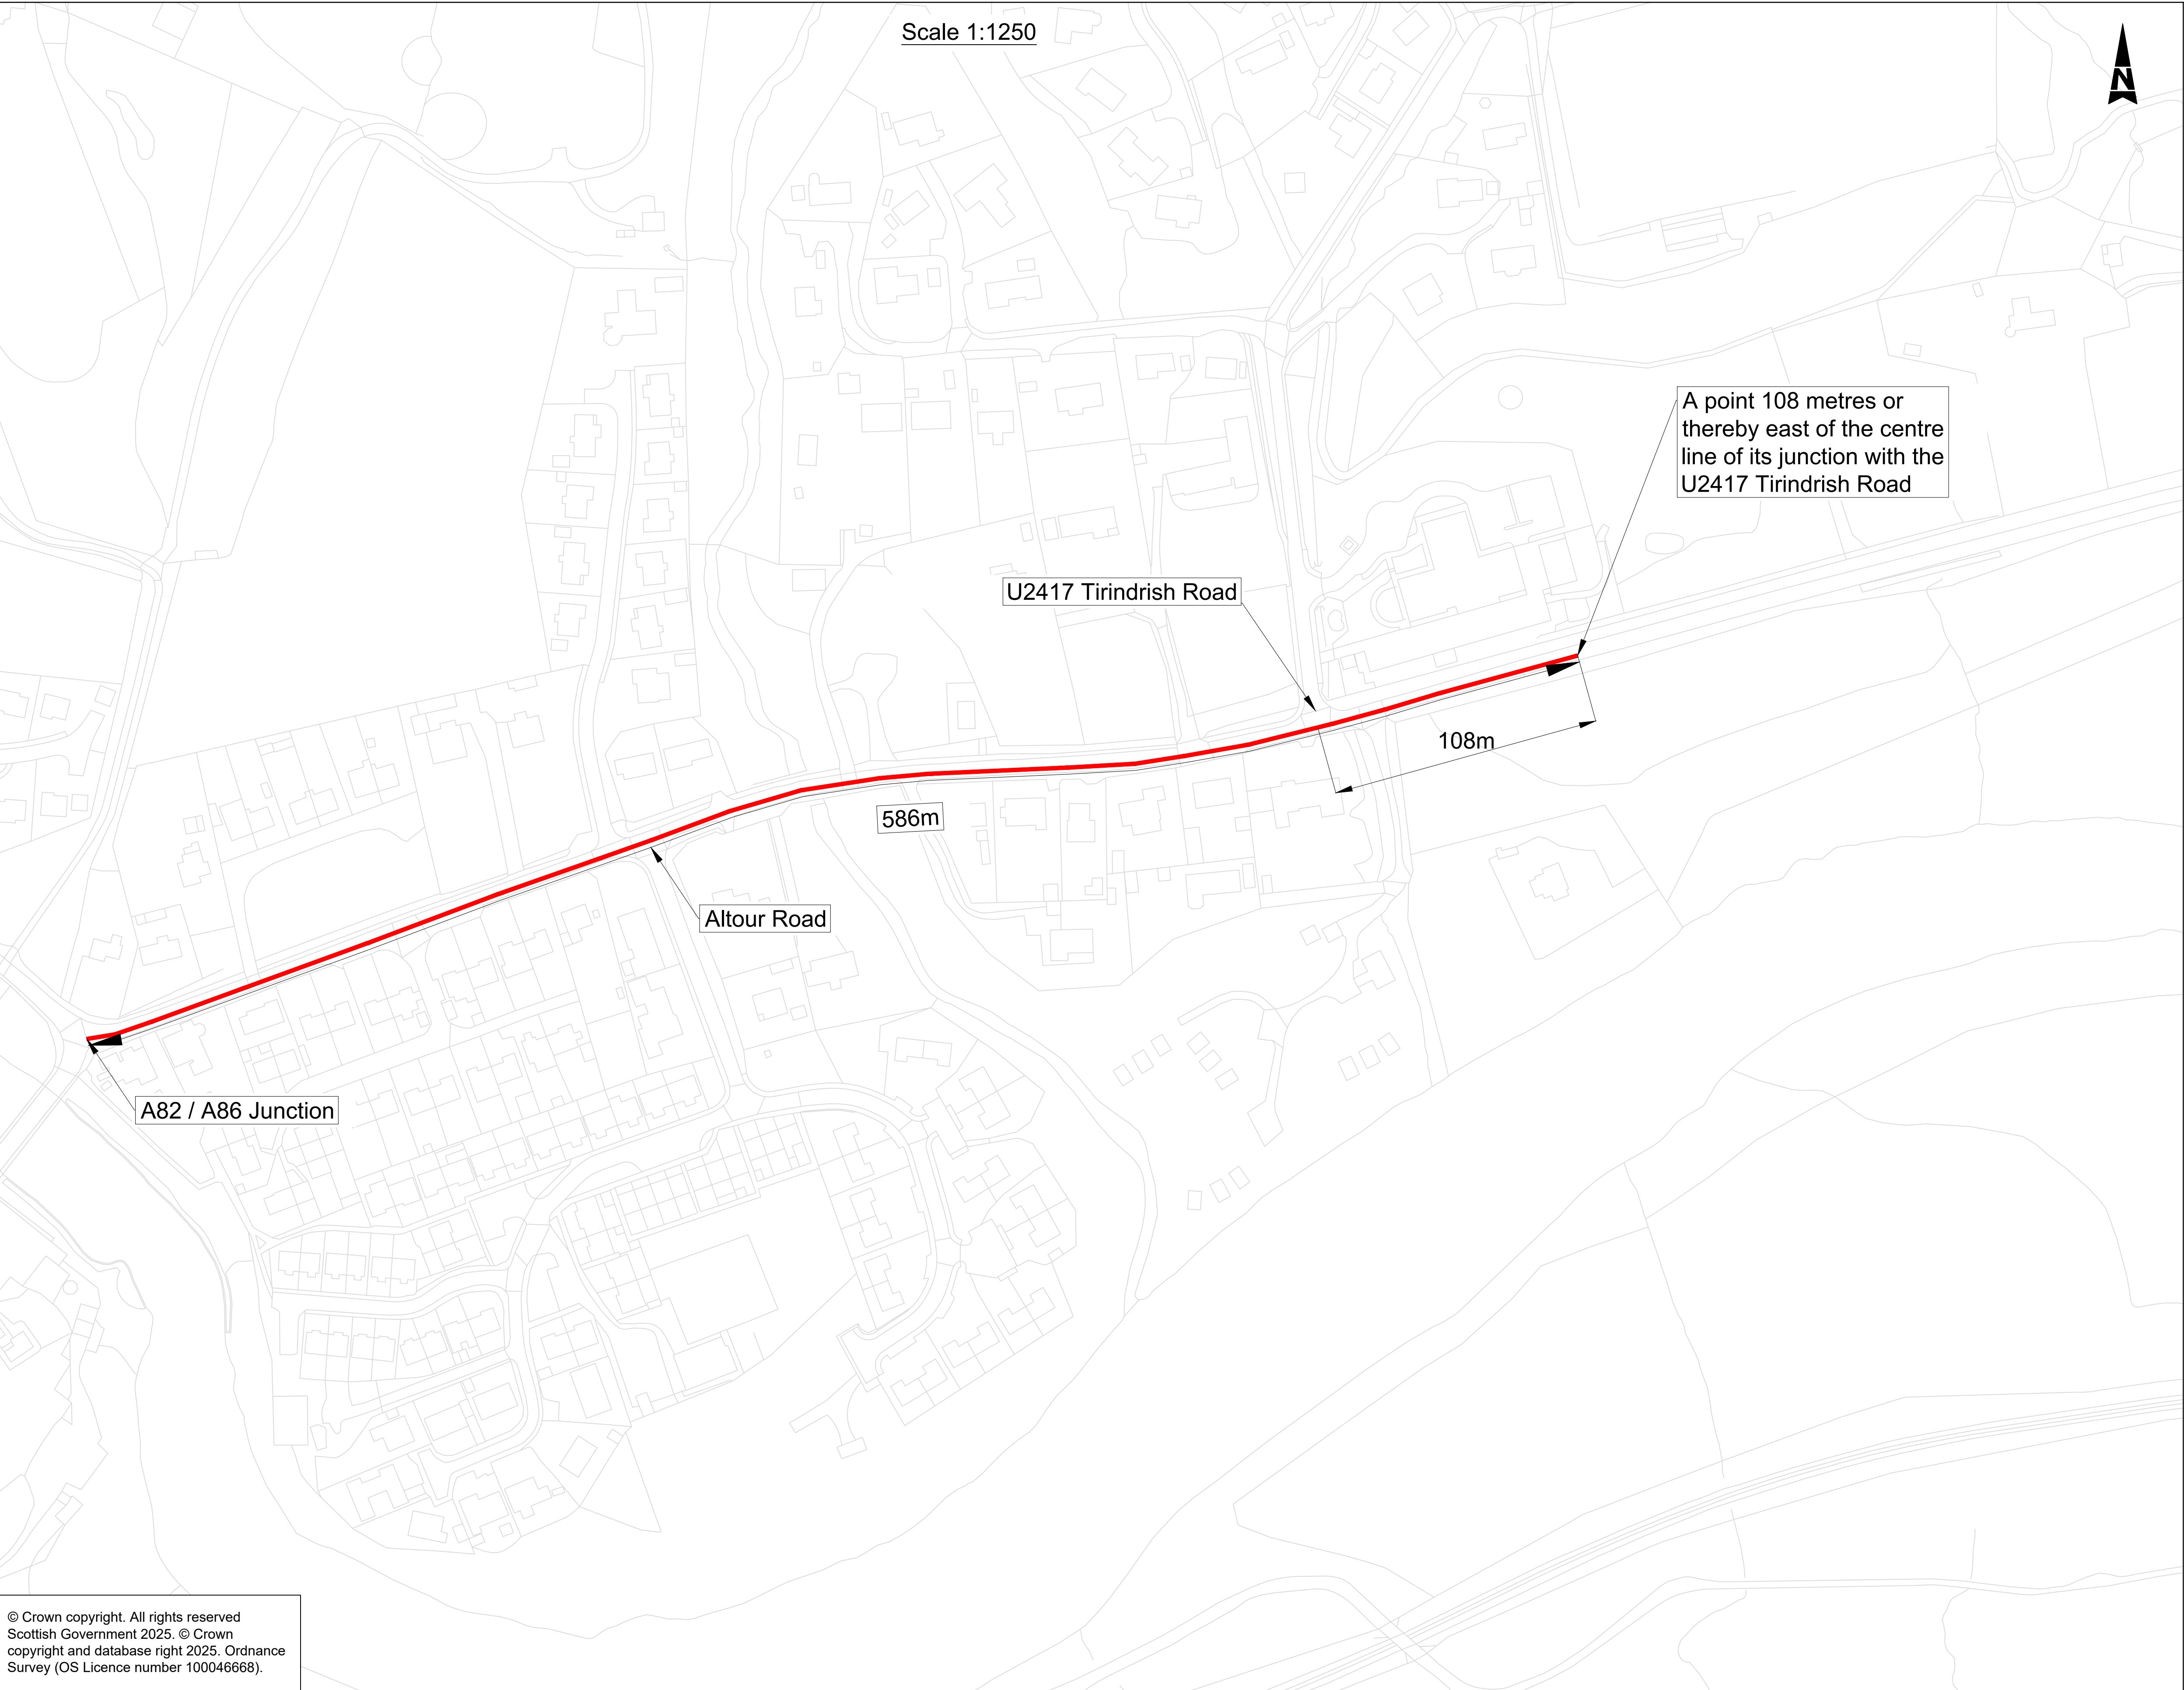 Scale 1:1250
N
A point 108 metres or
thereby east of the centre
line of its junction with the
U2417 Tirindrish Road
U2417 Tirindrish Road
108m
586m
Altour Road
A82 / A86 Junction
© Crown copyright. All rights reserved
Scottish Government 2025. © Crown
copyright and database right 2025. Ordnance
Survey (OS Licence number 100046668).